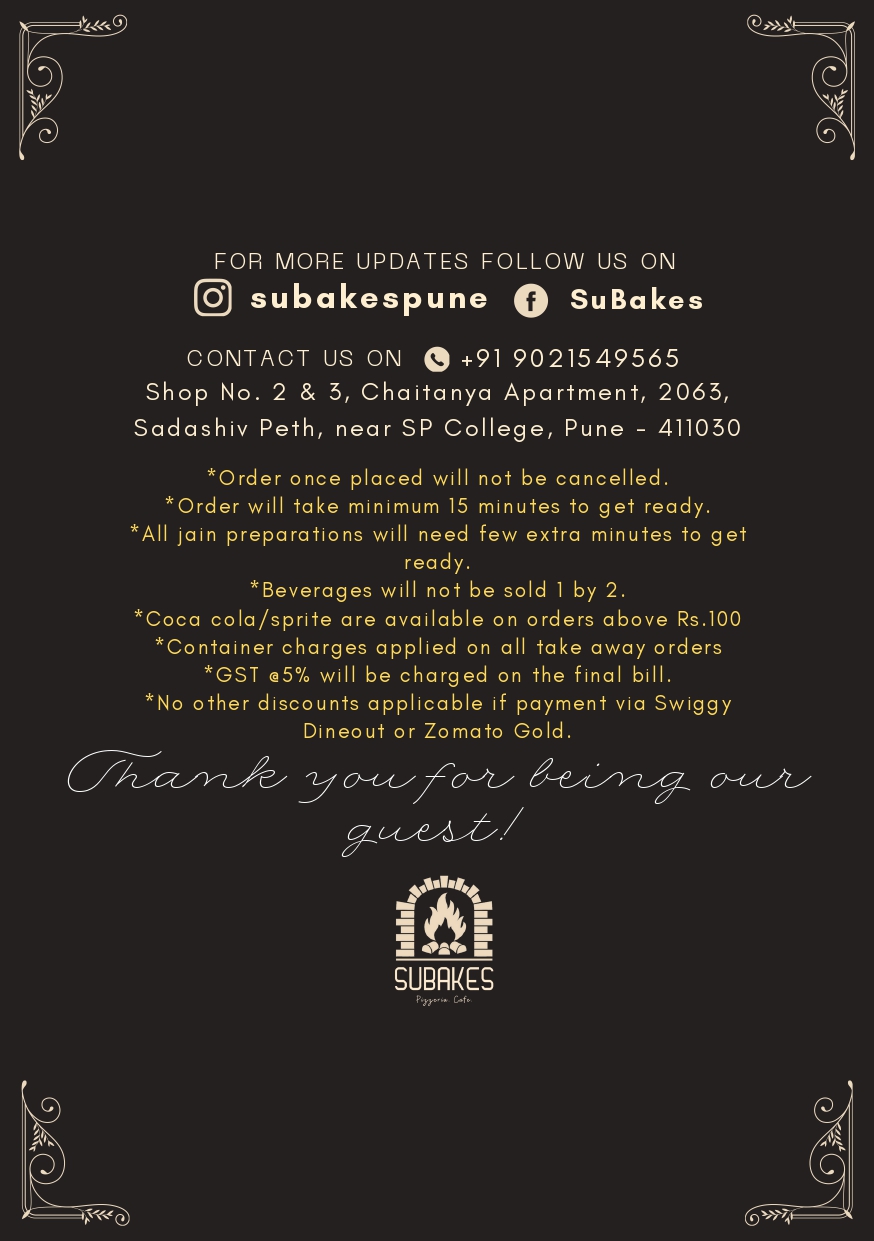 FOR MORE UPDATES FOLLOW US ON
subakespune SuBakes
CONTACT US ON +91 9021549565
Shop No. 2 & 3, Chaitanya Apartment, 2063,
Sadashiv Peth, near SP College, Pune - 411030
*Order once placed will not be cancelled.
*Order will take minimum 15 minutes to get ready.
*All jain preparations will need few extra minutes to get
ready.
*Beverages will not be sold 1 by 2.
*Coca cola/sprite are available on orders above Rs.100
*Container charges applied on all take away orders
*GST @5% will be charged on the final bill.
*No other discounts applicable if payment via Swiggy
Dineout or Zomato Gold.
Thank you for being our
guest!
SUBAKES
Pizzeria. Cafe.